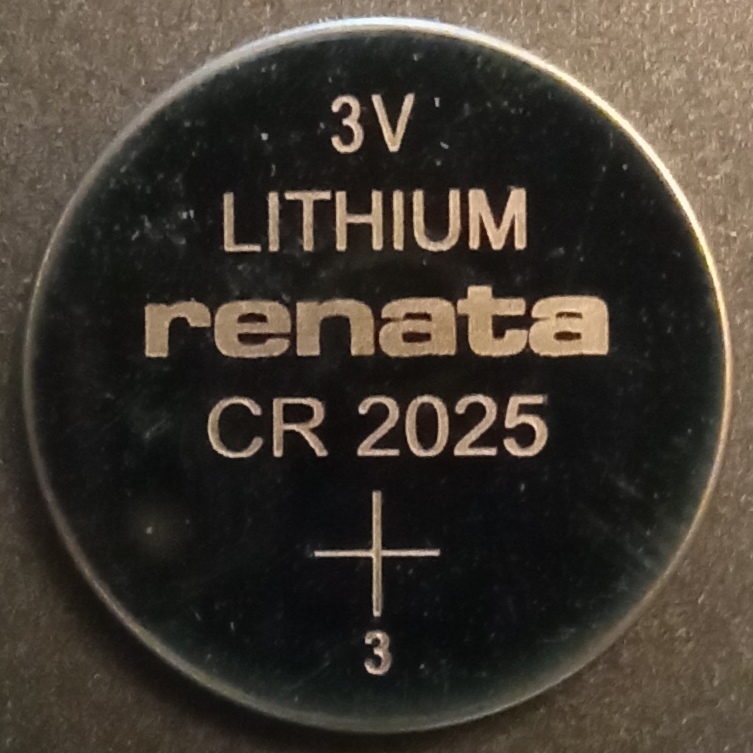 3V
LITHIUM
renata
CR 2025
+
3